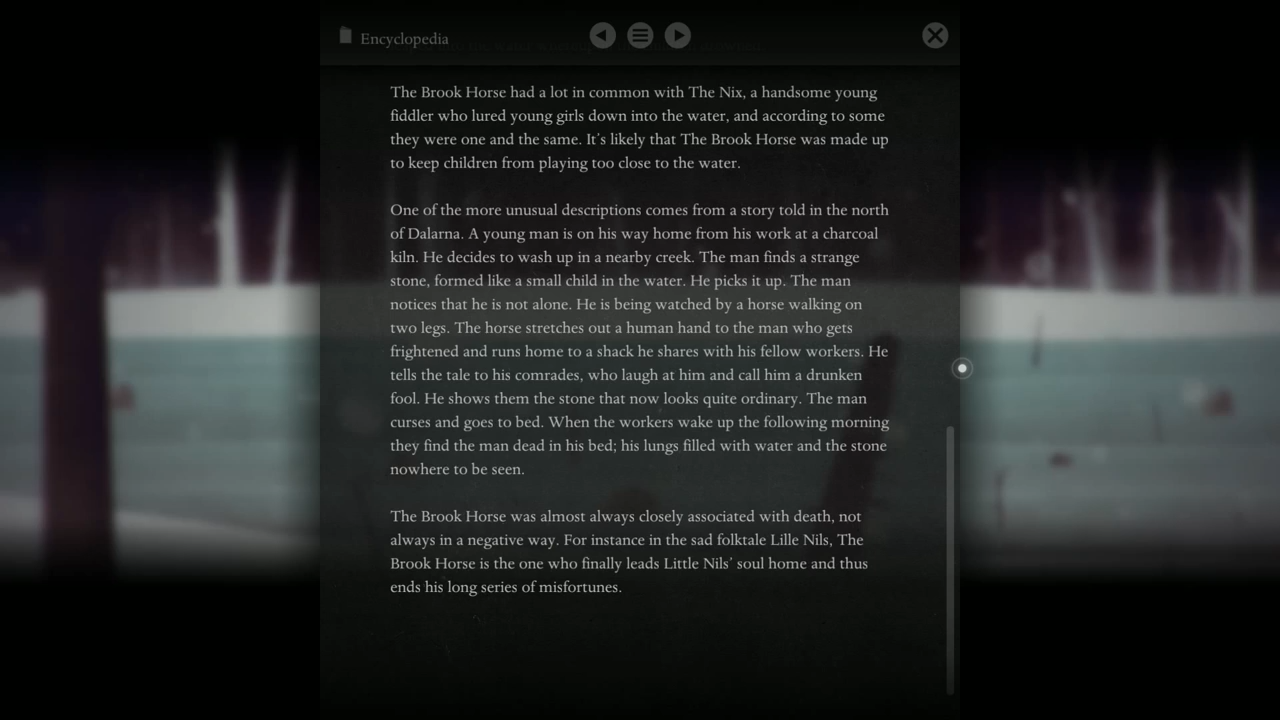 Encyclopedia
The Brook Horse had a lot in common with The Nix, a handsome young
fiddler who lured young girls down into the water, and according to some
they were one and the same. It's likely that The Brook Horse was made up
to keep children from playing too close to the water.
One of the more unusual descriptions comes from a story told in the north
of Dalarna. A young man is on his way home from his work at a charcoal
kiln. He decides to wash up in a nearby creek. The man finds a strange
stone, formed like a small child in the water. He picks it up. The man
notices that he is not alone. He is being watched by a horse walking on
two legs. The horse stretches out a human hand to the man who gets
frightened and runs home to a shack he shares with his fellow workers. He
tells the tale to his comrades, who laugh at him and call him a drunken
fool. He shows them the stone that now looks quite ordinary. The man
curses and goes to bed. When the workers wake up the following morning
they find the man dead in his bed; his lungs filled with water and the stone
nowhere to be seen.
The Brook Horse was almost always closely associated with death, not
always in a negative way. For instance in the sad folktale Lille Nils, The
Brook Horse is the one who finally leads Little Nils' soul home and thus
ends his long series of misfortunes.